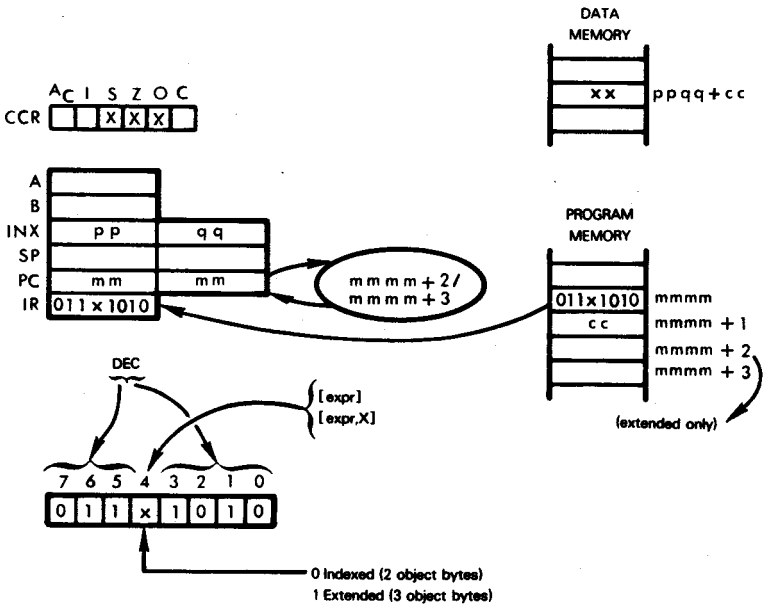 DATA
MEMORY
xx ppqq+cc
AC I S Z O C
CCR X X X
A
B
INX pp qq
SP
PC mm mm
IR 011x1010
mmmm+2/
mmmm+3
PROGRAM
MEMORY
011x1010 mmmm
cc mmmm+1
mmmm+2
mmmm+3
(extended only)
DEC
[expr]
[expr,X]
7 6 5 4 3 2 1 0
0 1 1 x 1 0 1 0
0 Indexed (2 object bytes)
1 Extended (3 object bytes)